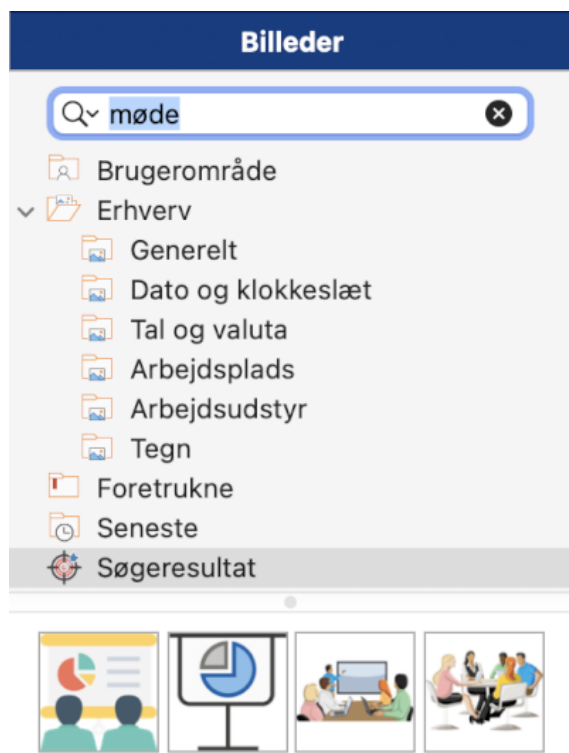 Billeder
møde
Brugerområde
Erhverv
Generelt
Dato og klokkeslæt
Tal og valuta
Arbejdsplads
Arbejdsudstyr
Tegn
Foretrukne
Seneste
Søgeresultat